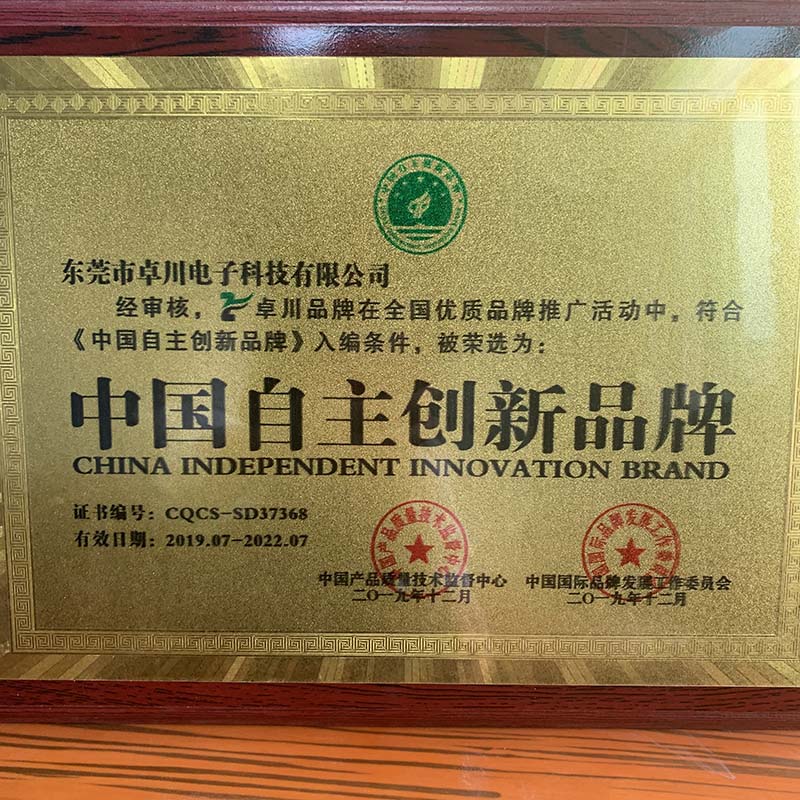 东莞市卓川电子科技有限公司
经审核，卓川品牌在全国优质品牌推广活动中，符合
《中国自主创新品牌》入编条件，被荣选为：
中国自主创新品牌
CHINA INDEPENDENT INNOVATION BRAND
证书编号：CQCS-SD37368
有效日期：2019.07-2022.07
中国产品质量技术监督中心
二〇一九年十二月
中国国际品牌发展工作委员会
二〇一九年十二月